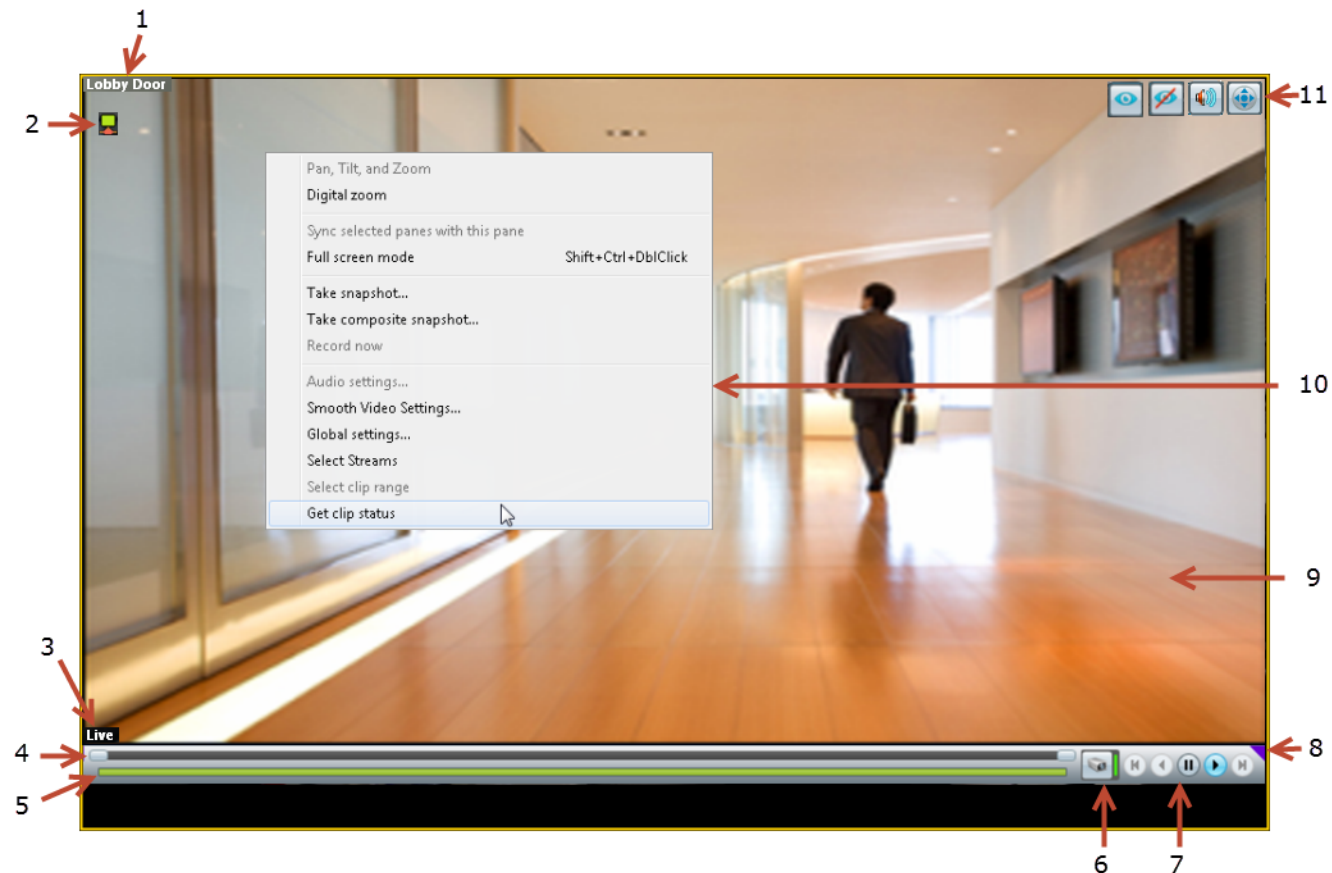 1
Lobby Door
11
2
Pan, Tilt, and Zoom
Digital zoom
Sync selected panes with this pane
Full screen mode Shift+Ctrl+DblClick
Take snapshot...
Take composite snapshot...
Record now
10
Audio settings...
Smooth Video Settings...
Global settings...
Select Streams
Select clip range
Get clip status
9
3
Live
4
8
5
6
7